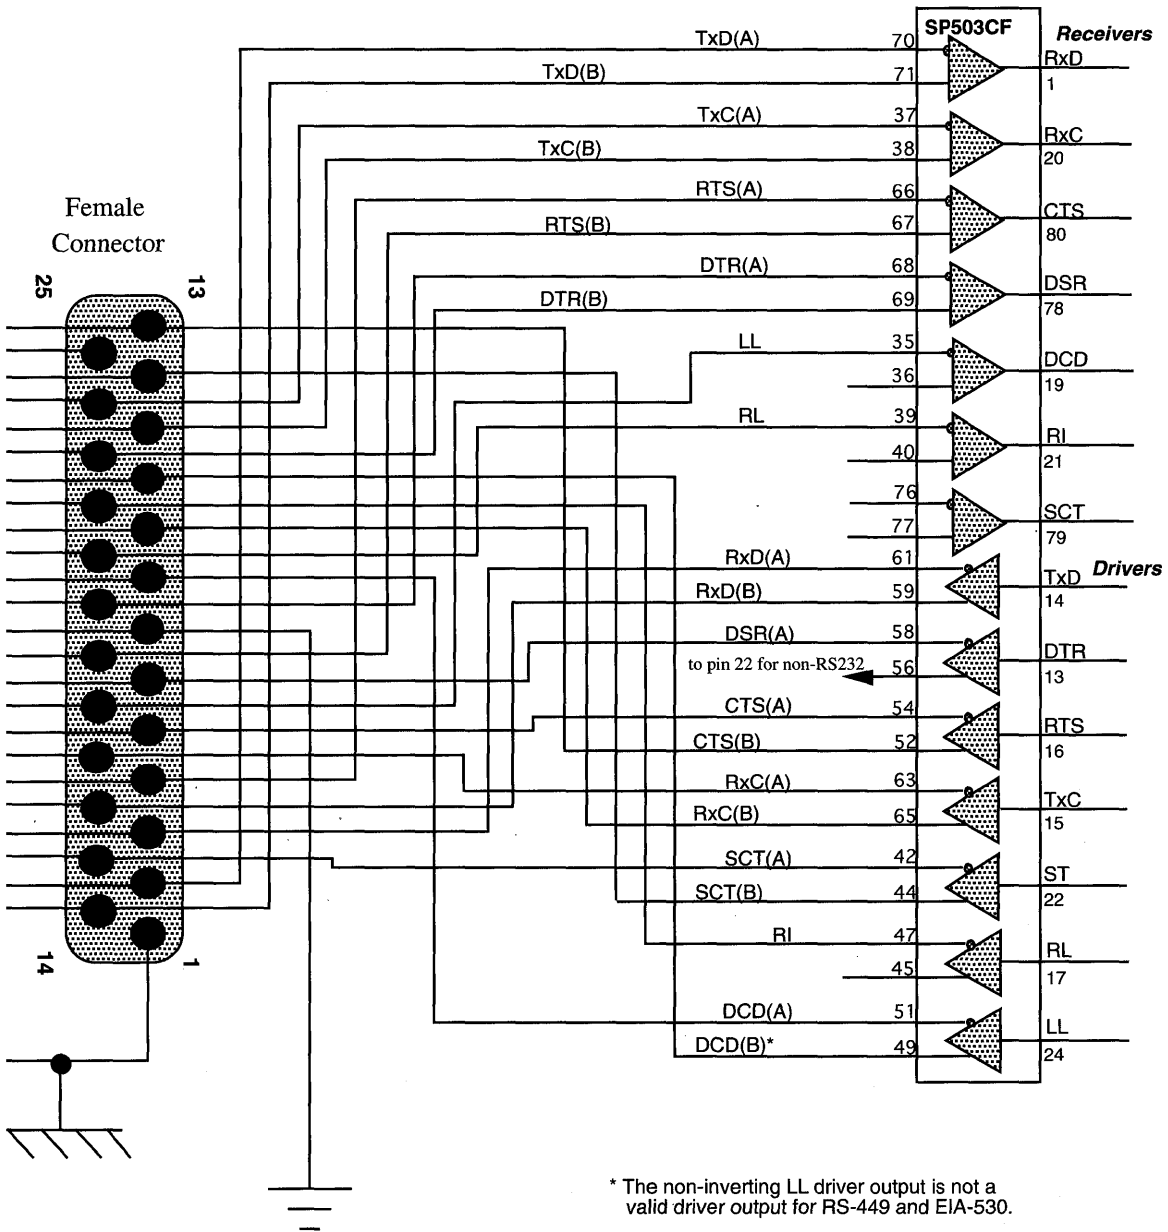 SP503CF
Receivers
TxD(A) 70
RxD
TxD(B) 71
1
TxC(A) 37
RxC
TxC(B) 38
20
RTS(A) 66
CTS
RTS(B) 67
80
DTR(A) 68
DSR
DTR(B) 69
78
LL 35
DCD
36
19
RL 39
RI
40
21
76
SCT
77
79
Female
Connector
25
13
14
1
Drivers
RxD(A) 61
TxD
RxD(B) 59
14
DSR(A) 58
DTR
to pin 22 for non-RS232 56
13
CTS(A) 54
RTS
CTS(B) 52
16
RxC(A) 63
TxC
RxC(B) 65
15
SCT(A) 42
ST
SCT(B) 44
22
RI 47
RL
45
17
DCD(A) 51
LL
DCD(B)* 49
24
* The non-inverting LL driver output is not a
valid driver output for RS-449 and EIA-530.